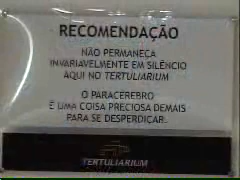 RECOMENDAÇÃO
NÃO PERMANEÇA
INVARIAVELMENTE EM SILÊNCIO
AQUI NO TERTULIARIUM
O PARACÉREBRO
É UMA COISA PRECIOSA DEMAIS
PARA SE DESPERDIÇAR.
TERTULIARIUM